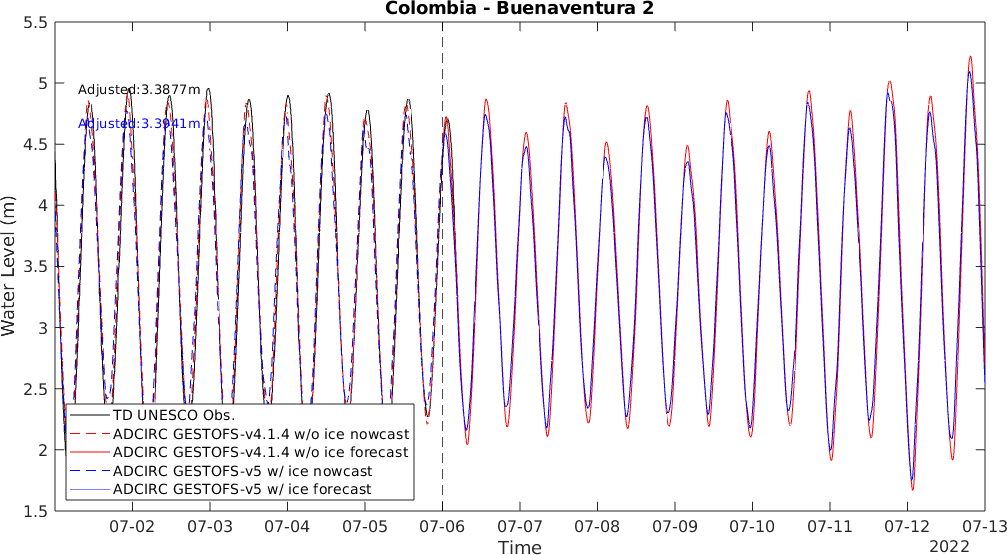 Colombia - Buenaventura 2
5.5
5
4.5
4
3.5
3
2.5
2
1.5
Water Level (m)
Adjusted:3.3877m
Adjusted:3.3941m
TD UNESCO Obs.
ADCIRC GESTOFS-v4.1.4 w/o ice nowcast
ADCIRC GESTOFS-v4.1.4 w/o ice forecast
ADCIRC GESTOFS-v5 w/ ice nowcast
ADCIRC GESTOFS-v5 w/ ice forecast
07-02 07-03 07-04 07-05 07-06 07-07 07-08 07-09 07-10 07-11 07-12 07-13
2022
Time